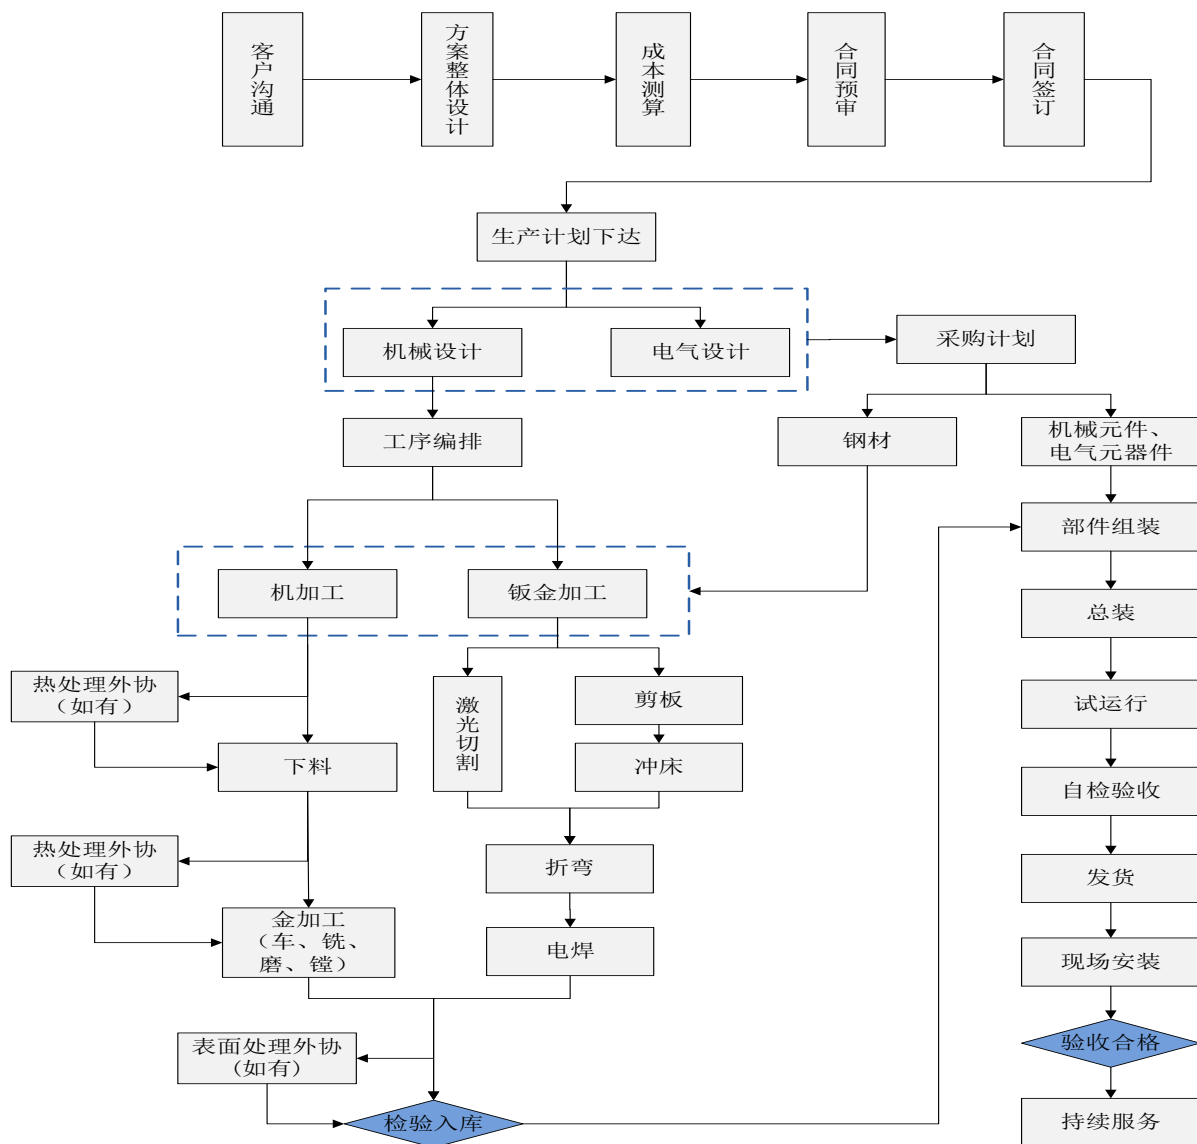 客户沟通
方案整体设计
成本测算
合同预审
合同签订
生产计划下达
机械设计
电气设计
采购计划
工序编排
钢材
机械元件、
电气元器件
部件组装
机加工
钣金加工
总装
热处理外协
（如有）
激光切割
剪板
试运行
下料
冲床
自检验收
热处理外协
（如有）
折弯
发货
金加工
（车、铣、
磨、镗）
电焊
现场安装
表面处理外协
(如有)
验收合格
检验入库
持续服务